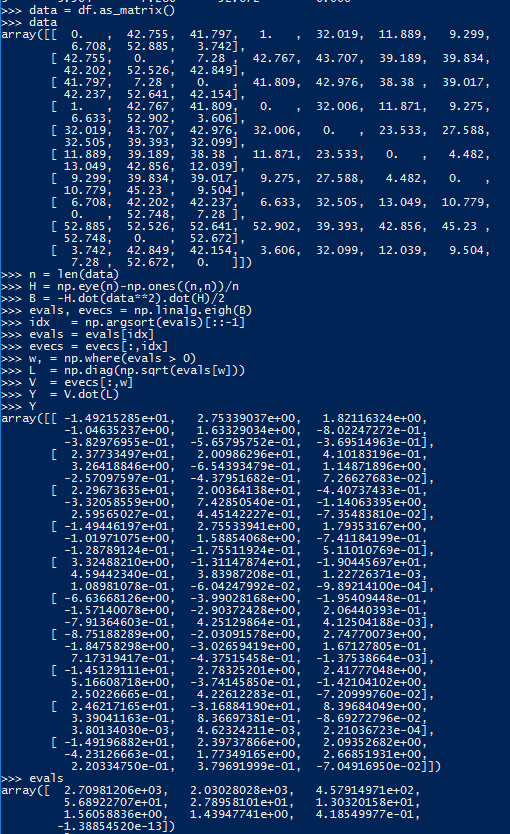 >>> data = df.as_matrix()
>>> data
array([[ 0.   , 42.755, 41.797, 1.   , 32.019, 11.889, 9.299,
6.708, 52.885, 3.742],
[ 42.755, 0.   , 7.28 , 42.767, 43.707, 39.189, 39.834,
42.202, 52.526, 42.849],
[ 41.797, 7.28 , 0.   , 41.809, 42.976, 38.38 , 39.017,
42.237, 52.641, 42.154],
[ 1.   , 42.767, 41.809, 0.   , 32.006, 11.871, 9.275,
6.633, 52.902, 3.606],
[ 32.019, 43.707, 42.976, 32.006, 0.   , 23.533, 27.588,
32.505, 39.393, 32.099],
[ 11.889, 39.189, 38.38 , 11.871, 23.533, 0.   , 4.482,
13.049, 42.856, 12.039],
[ 9.299, 39.834, 39.017, 9.275, 27.588, 4.482, 0.   ,
10.779, 45.23 , 9.504],
[ 6.708, 42.202, 42.237, 6.633, 32.505, 13.049, 10.779,
0.   , 52.748, 7.28 ],
[ 52.885, 52.526, 52.641, 52.902, 39.393, 42.856, 45.23 ,
52.748, 0.   , 52.672],
[ 3.742, 42.849, 42.154, 3.606, 32.099, 12.039, 9.504,
7.28 , 52.672, 0.   ]])
>>> n = len(data)
>>> H = np.eye(n)-np.ones((n,n))/n
>>> B = -H.dot(data**2).dot(H)/2
>>> evals, evecs = np.linalg.eigh(B)
>>> idx   = np.argsort(evals)[::-1]
>>> evals = evals[idx]
>>> evecs = evecs[:,idx]
>>> w, = np.where(evals > 0)
>>> L  = np.diag(np.sqrt(evals[w]))
>>> V  = evecs[:,w]
>>> Y  = V.dot(L)
>>> Y
array([[ -1.49215285e+01, 2.75339037e+00, 1.82116324e+00,
-1.04635237e+00, 1.63329034e+00, -8.02247272e-01,
-3.82976955e-01, -5.65795752e-01, -3.69514963e-01],
[ 2.37733497e+01, 2.00986296e+01, 4.10183196e-01,
3.26418846e+00, -6.54393479e-01, 1.14871896e+00,
-2.57097597e-01, -4.37951682e-01, 7.26627683e-02],
[ 2.29673635e+01, 2.00364138e+01, -4.40737433e-01,
-3.32058559e+00, 7.42850540e-01, -1.14063395e+00,
2.59565027e-01, 4.45142227e-01, -7.35483810e-02],
[ -1.49446197e+01, 2.75533941e+00, 1.79353167e+00,
-1.01971075e+00, 1.58854068e+00, -7.41184199e-01,
-1.28789124e-01, -1.75511924e-01, 5.11010769e-01],
[ 3.32488210e+00, -1.31147874e+01, -1.90445697e+01,
4.59442340e-01, 3.83987208e-01, 1.22726371e-03,
1.08981078e-01, -6.04247992e-02, -9.89214100e-04],
[ -6.63668126e+00, -3.99028168e+00, -1.95409448e-01,
-1.57140078e+00, -2.90372428e+00, 2.06440393e-01,
-7.91364603e-01, 4.25129864e-01, 4.12504188e-03],
[ -8.75188289e+00, -2.03091578e+00, 2.74770073e+00,
-1.84758298e+00, -3.02659419e+00, 1.67127805e-01,
7.17319417e-01, -4.37515458e-01, -1.37538664e-03],
[ -1.45129111e+01, 2.78325201e+00, 2.41777048e+00,
5.16608718e+00, -3.74145850e-01, -1.42104102e+00,
2.50226665e-01, 4.22612283e-01, -7.20999760e-02],
[ 2.46217165e+01, -3.16884190e+01, 8.39684049e+00,
3.39041163e-01, 8.36697381e-01, -8.69272796e-02,
3.80134030e-03, 4.62324211e-03, 2.21036723e-04],
[ -1.49196882e+01, 2.39737866e+00, 2.09352682e+00,
-4.23126663e-01, 1.77349165e+00, 2.66851931e+00,
2.20334750e-01, 3.79691999e-01, -7.04916950e-02]])
>>> evals
array([ 2.70981206e+03, 2.03028028e+03, 4.57914971e+02,
5.68922707e+01, 2.78958101e+01, 1.30320158e+01,
1.56058836e+00, 1.43947741e+00, 4.18549977e-01,
-1.38854520e-13])